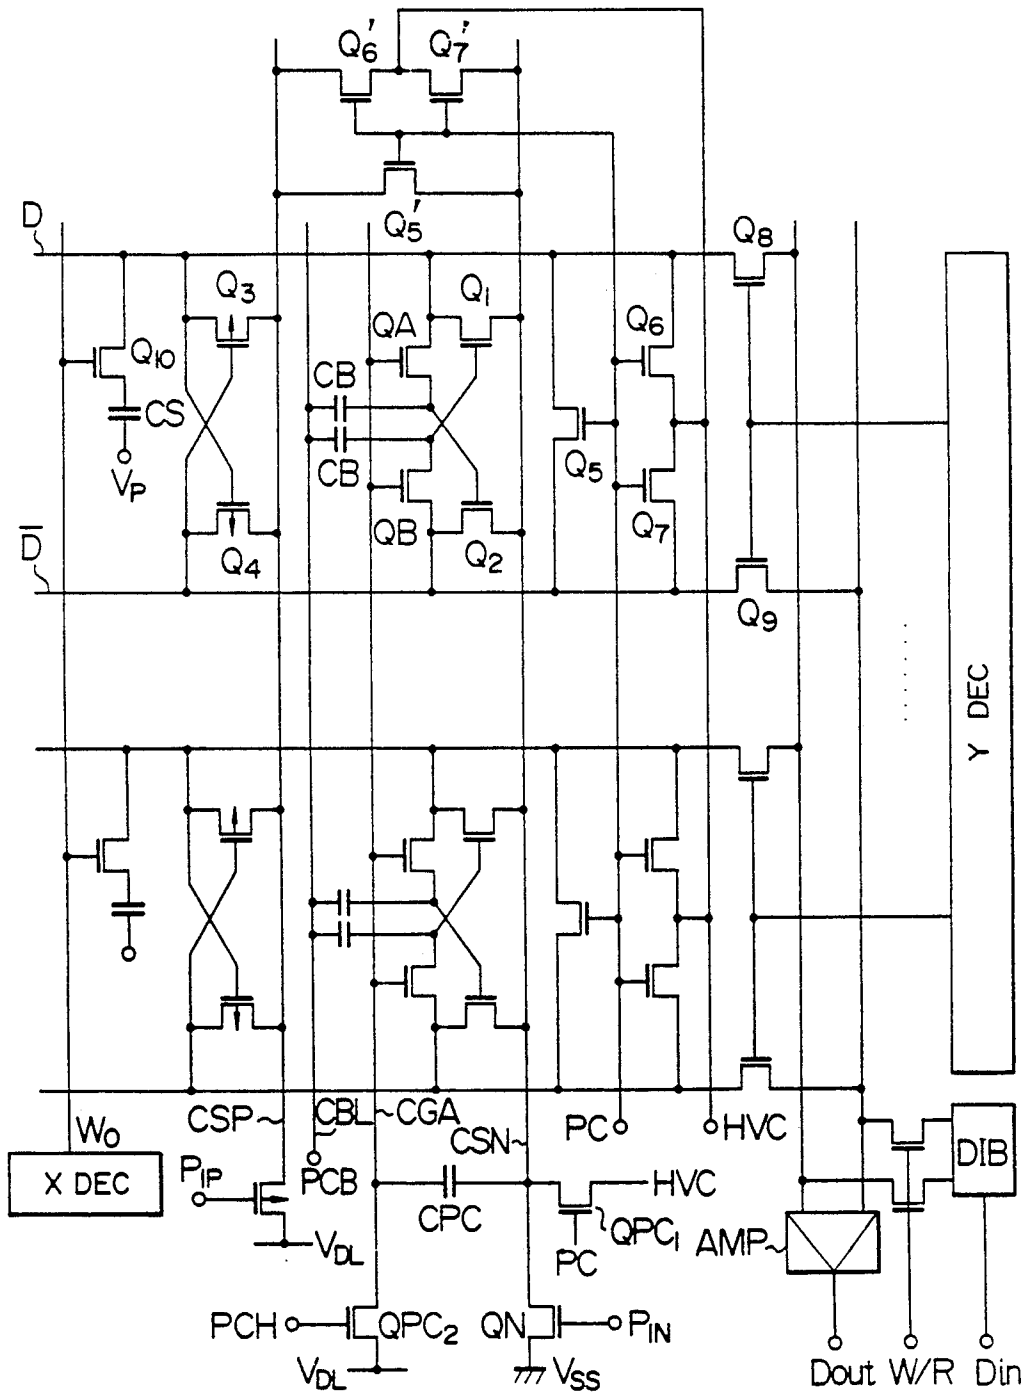 Q6' Q7'
Q5'
D
Q8
Q3 Q1
QA Q6
Q10
CB
CS
CB Q5
VP
QB Q7
D̅ Q4 Q2
Q9
Y DEC
W0 CSP CBL CGA CSN PC HVC
X DEC
DIB
PIP PCB
HVC
CPC QPC1 AMP
VDL PC
PCH QPC2 QN PIN
VDL VSS Dout W/R Din